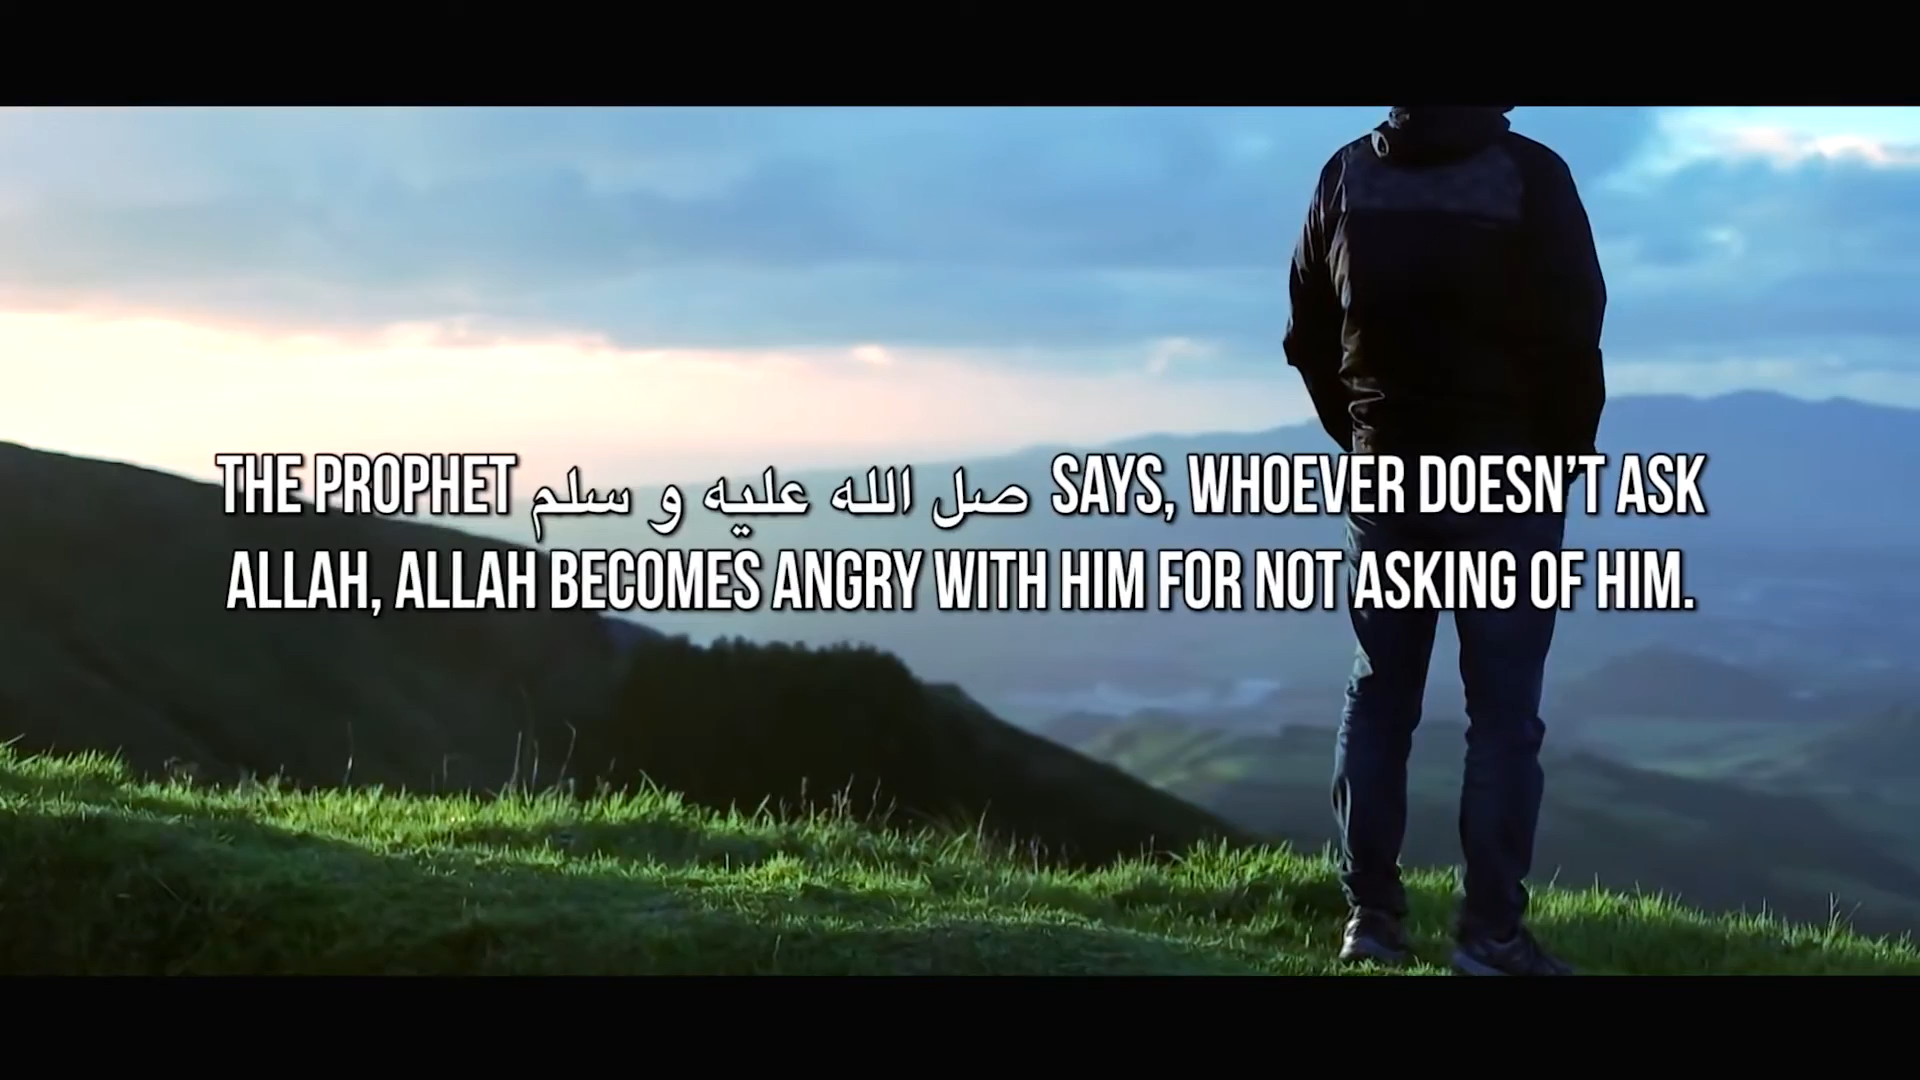 THE PROPHET صل الله عليه و سلم SAYS, WHOEVER DOESN'T ASK
ALLAH, ALLAH BECOMES ANGRY WITH HIM FOR NOT ASKING OF HIM.